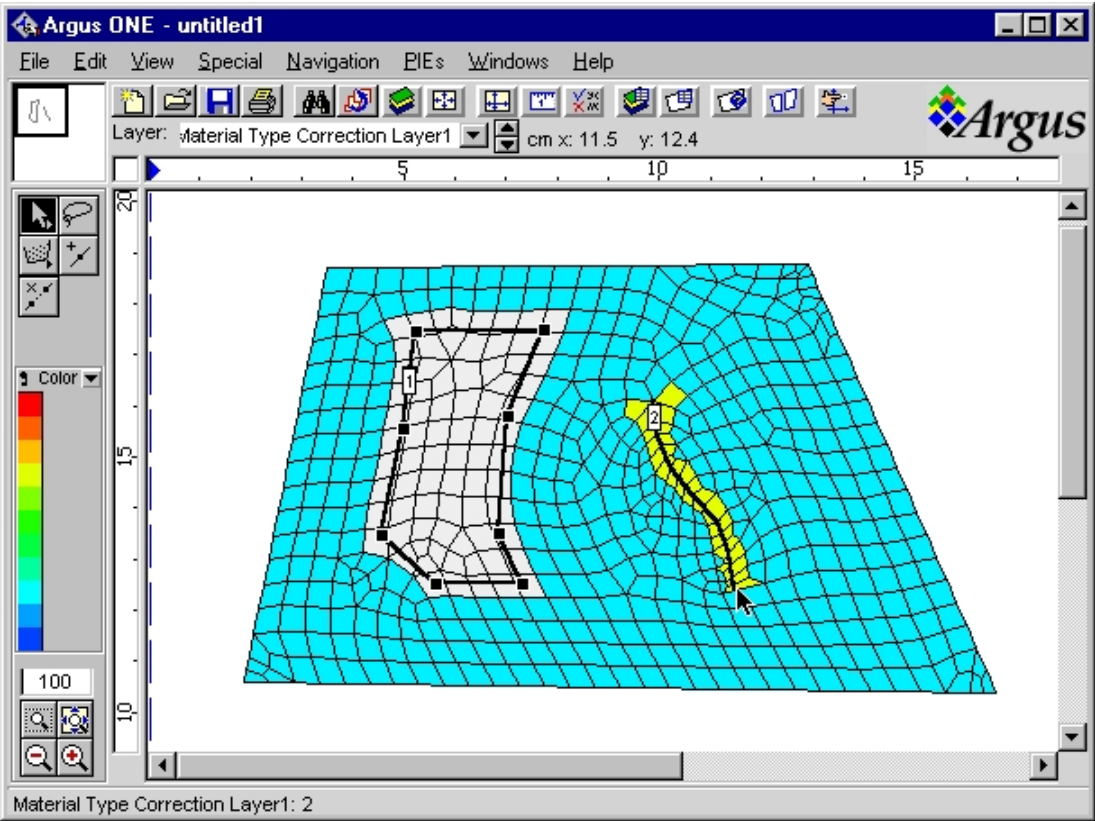 Argus ONE - untitled1
File Edit View Special Navigation PIEs Windows Help
Argus
Layer: Material Type Correction Layer1 cm x: 11.5 y: 12.4
5 10 15
20
15
10
Color
1
2
100
Material Type Correction Layer1: 2